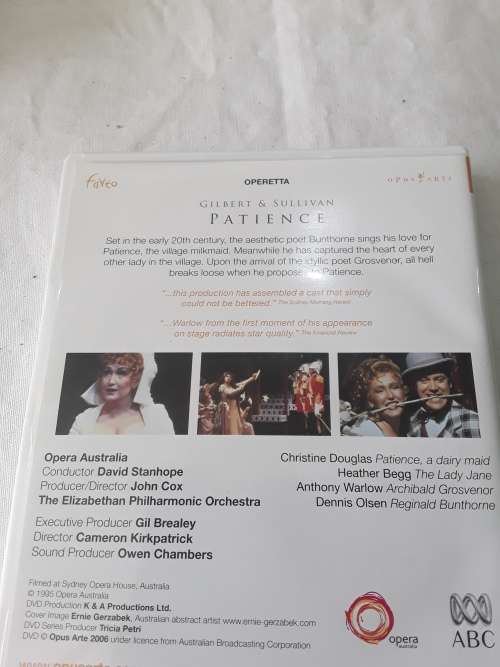 faveo
OPERETTA
OPUS ARTE
GILBERT & SULLIVAN
PATIENCE
Set in the early 20th century, the aesthetic poet Bunthorne sings his love for
Patience, the village milkmaid. Meanwhile he has captured the heart of every
other lady in the village. Upon the arrival of the idyllic poet Grosvenor, all hell
breaks loose when he proposes to Patience.
"...this production has assembled a cast that simply
could not be bettered." The Sydney Morning Herald
"...Warlow from the first moment of his appearance
on stage radiates star quality." The Financial Review
Opera Australia
Conductor David Stanhope
Producer/Director John Cox
The Elizabethan Philharmonic Orchestra
Executive Producer Gil Brealey
Director Cameron Kirkpatrick
Sound Producer Owen Chambers
Christine Douglas Patience, a dairy maid
Heather Begg The Lady Jane
Anthony Warlow Archibald Grosvenor
Dennis Olsen Reginald Bunthorne
Filmed at Sydney Opera House, Australia
© 1995 Opera Australia
DVD Production K & A Productions Ltd.
Cover image Ernie Gerzabek, Australian abstract artist www.ernie-gerzabek.com
DVD Series Producer Tricia Petri
DVD © Opus Arte 2006 under licence from Australian Broadcasting Corporation
opera
australia
ABC